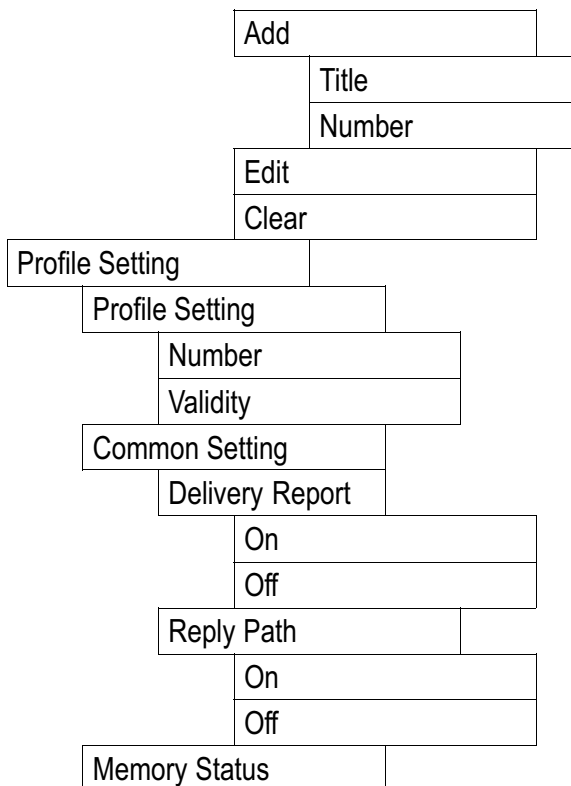 Add
Title
Number
Edit
Clear
Profile Setting
Profile Setting
Number
Validity
Common Setting
Delivery Report
On
Off
Reply Path
On
Off
Memory Status